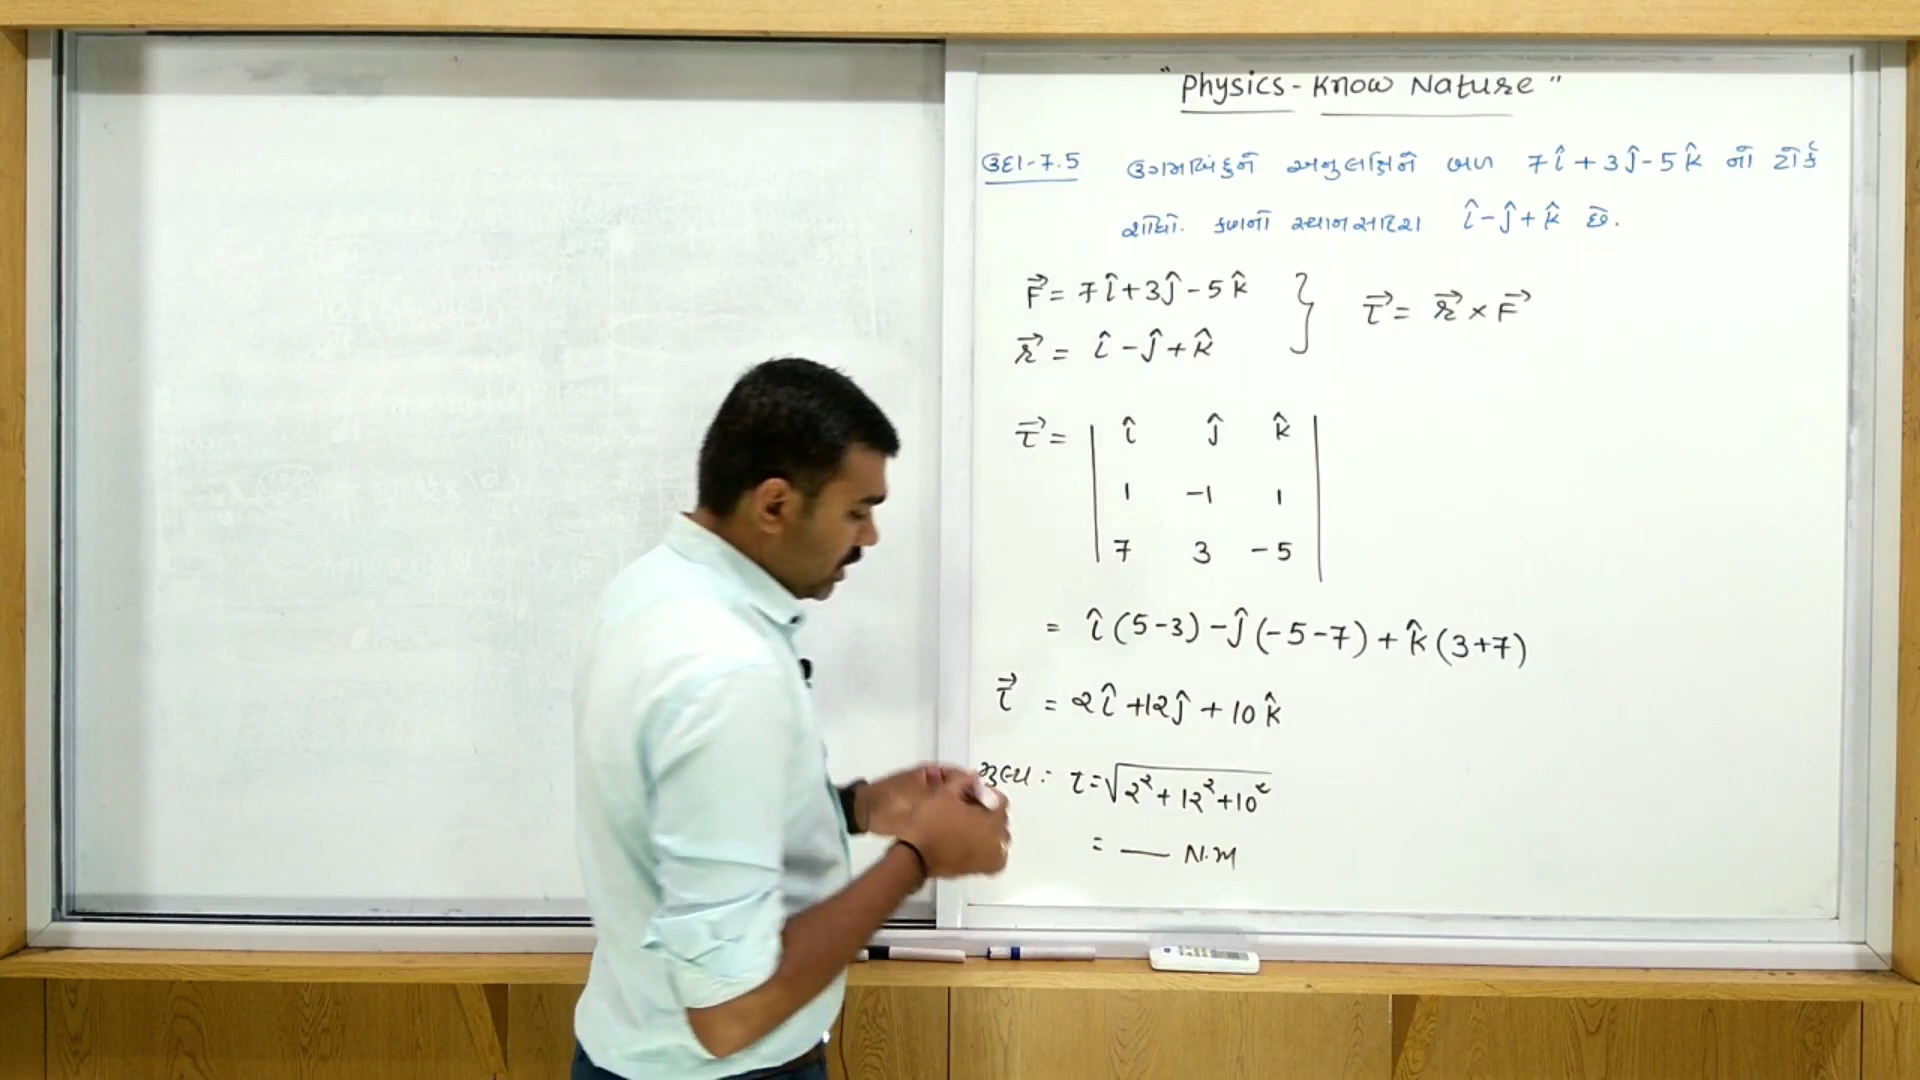 "Physics - Know Nature"
ઉદા-7.5 ઉગમબિંદુને અનુલક્ષીને બળ 7î + 3ĵ - 5k̂ નો ટોર્ક
શોધો. કણનો સ્થાનસદિશ î - ĵ + k̂ છે.
F⃗ = 7î + 3ĵ - 5k̂ } τ⃗ = r⃗ × F⃗
r⃗ = î - ĵ + k̂
τ⃗ = | î ĵ k̂ |
1 -1 1
7 3 -5
= î (5-3) - ĵ (-5-7) + k̂ (3+7)
τ⃗ = 2î + 12ĵ + 10k̂
મુલ્ય : τ = √2² + 12² + 10²
= — N.m